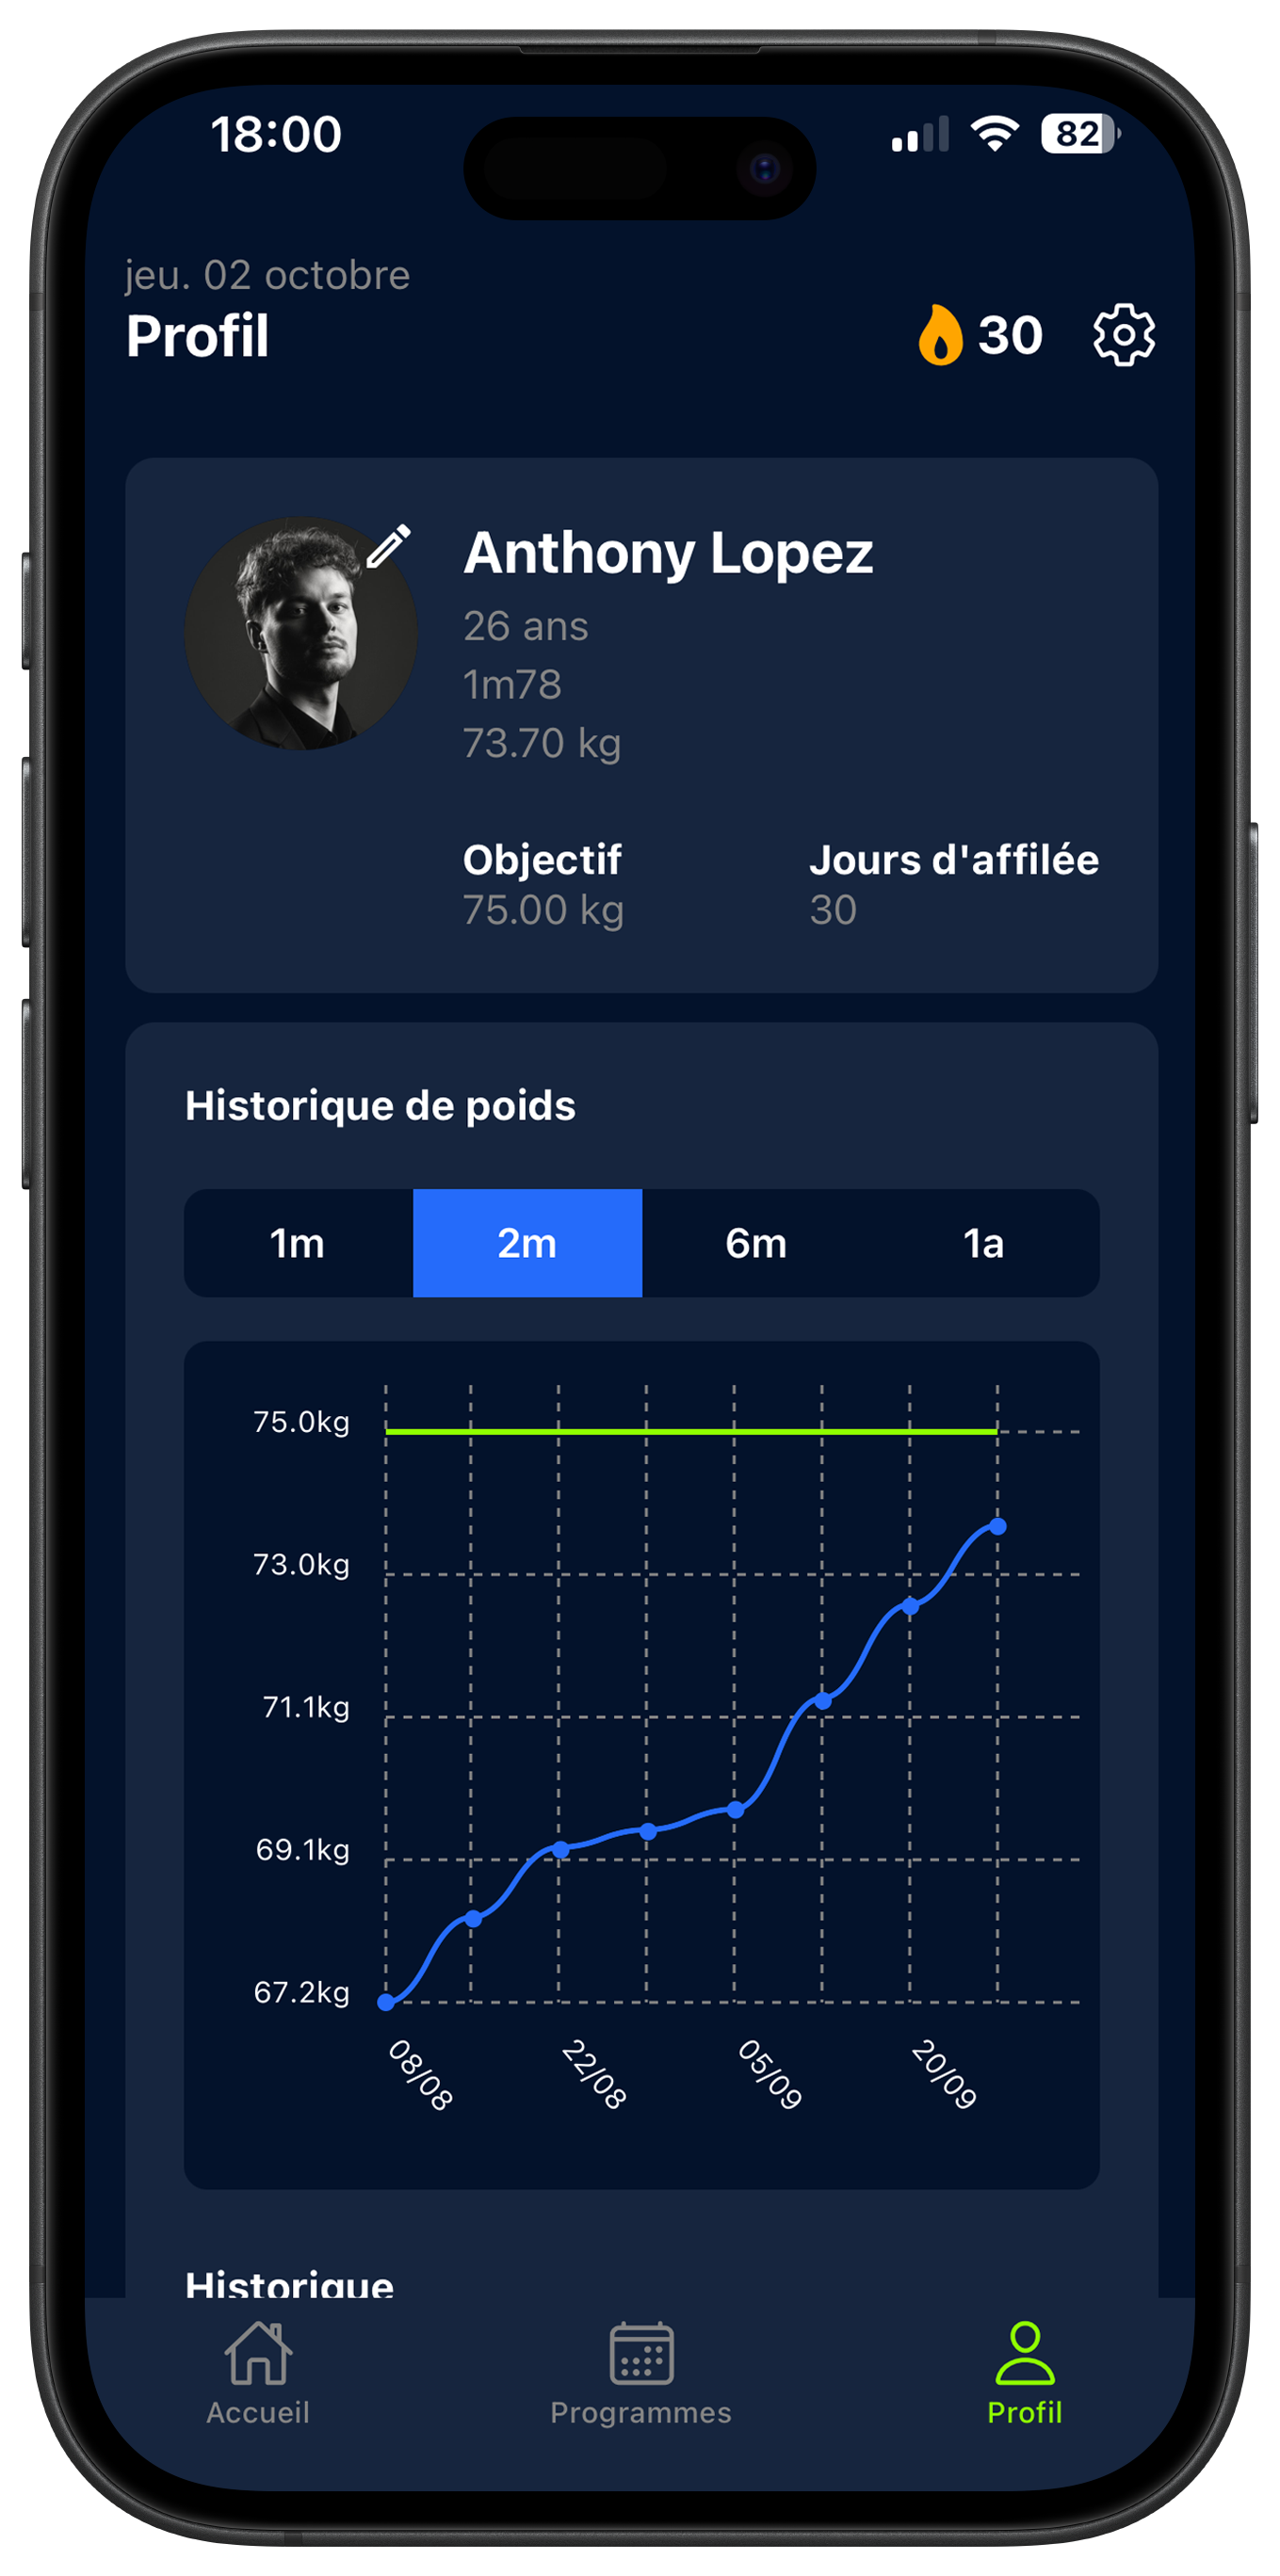 18:00
82
jeu. 02 octobre
Profil
30
Anthony Lopez
26 ans
1m78
73.70 kg
Objectif
Jours d'affilée
75.00 kg
30
Historique de poids
1m
2m
6m
1a
75.0kg
73.0kg
71.1kg
69.1kg
67.2kg
08/08
22/08
05/09
20/09
Historique
Accueil
Programmes
Profil